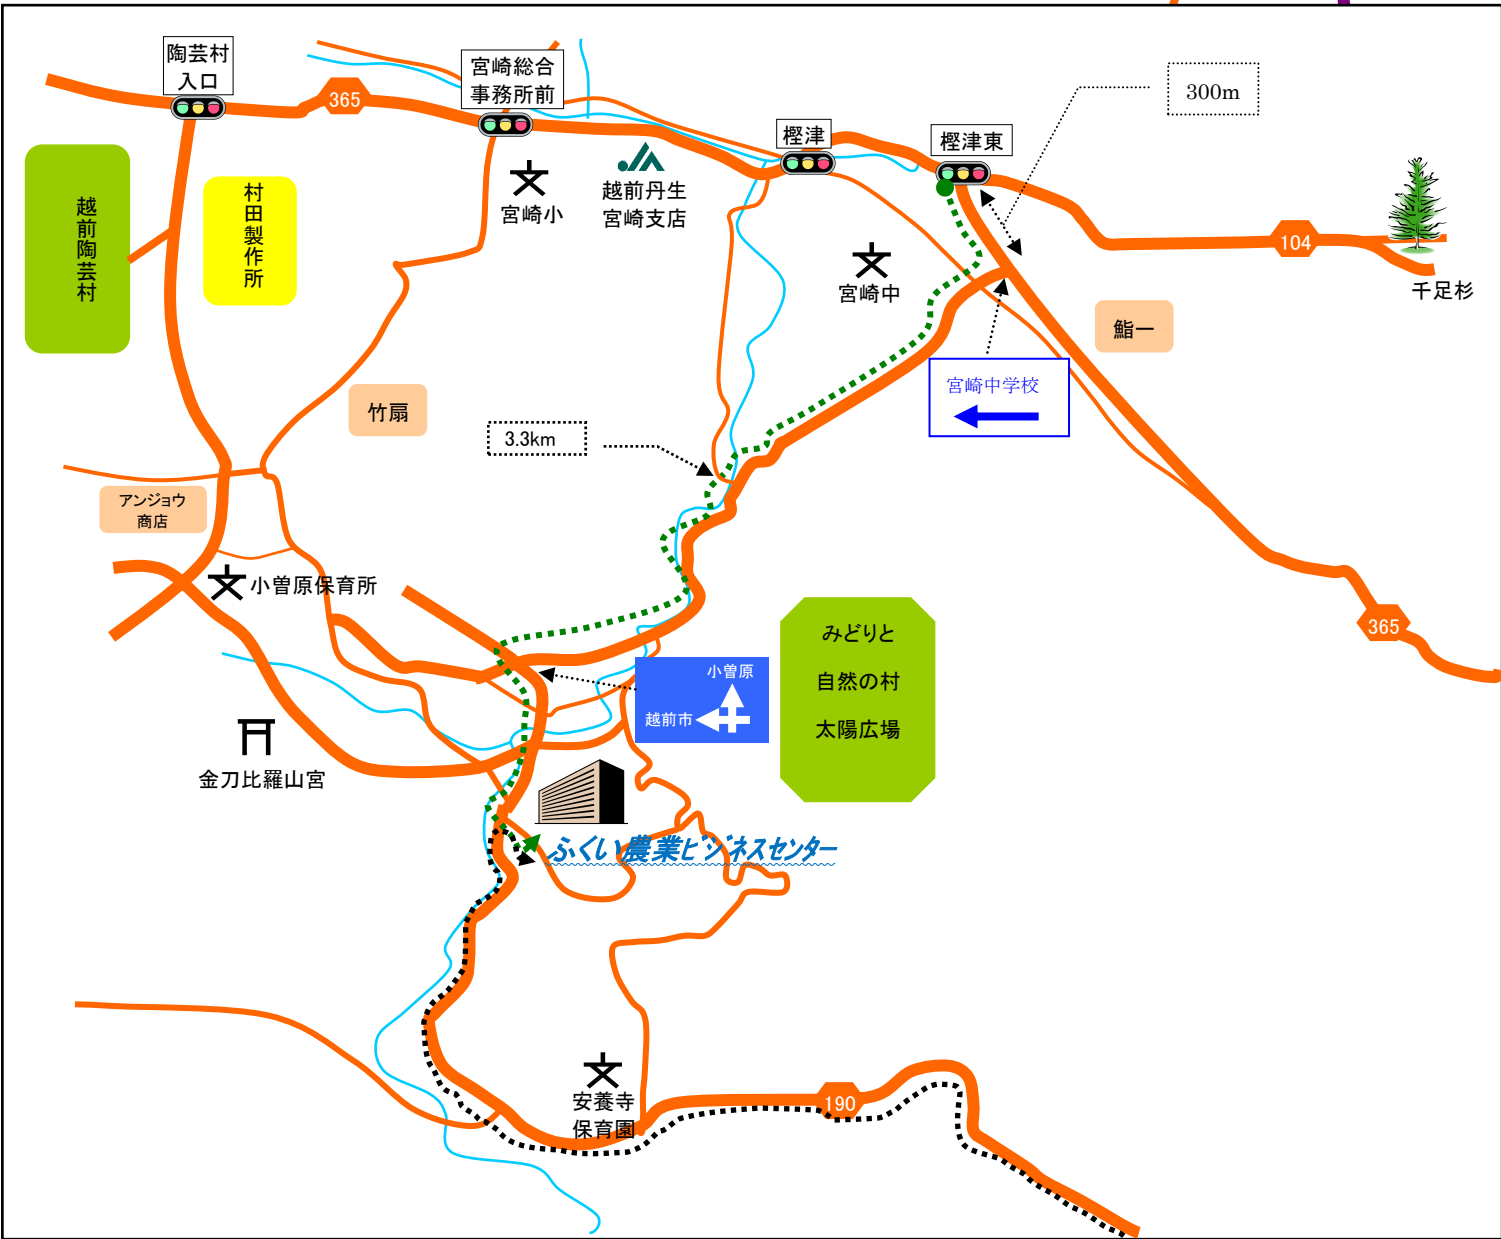 陶芸村
入口
365
宮崎総合
事務所前
樫津
樫津東
300m
越前陶芸村
村田製作所
宮崎小
越前丹生
宮崎支店
宮崎中
104
千足杉
鮨一
宮崎中学校
竹扇
3.3km
アンジョウ
商店
小曽原保育所
みどりと
自然の村
太陽広場
365
小曽原
越前市
金刀比羅山宮
ふくい農業ビジネスセンター
安養寺
保育園
190